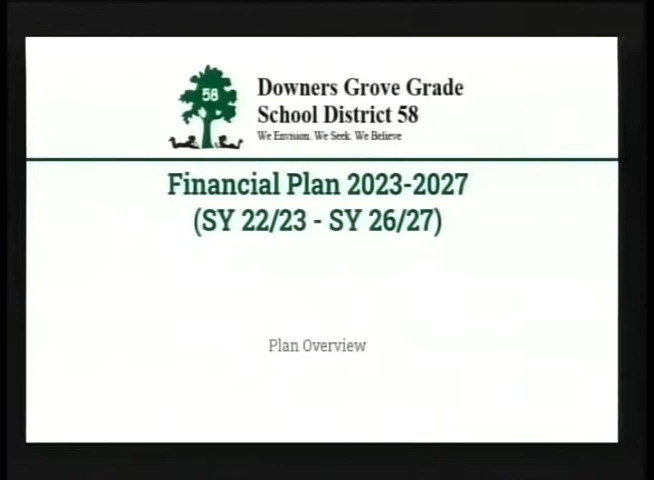 58
Downers Grove Grade
School District 58
We Envision. We Seek. We Believe
Financial Plan 2023-2027
(SY 22/23 - SY 26/27)
Plan Overview